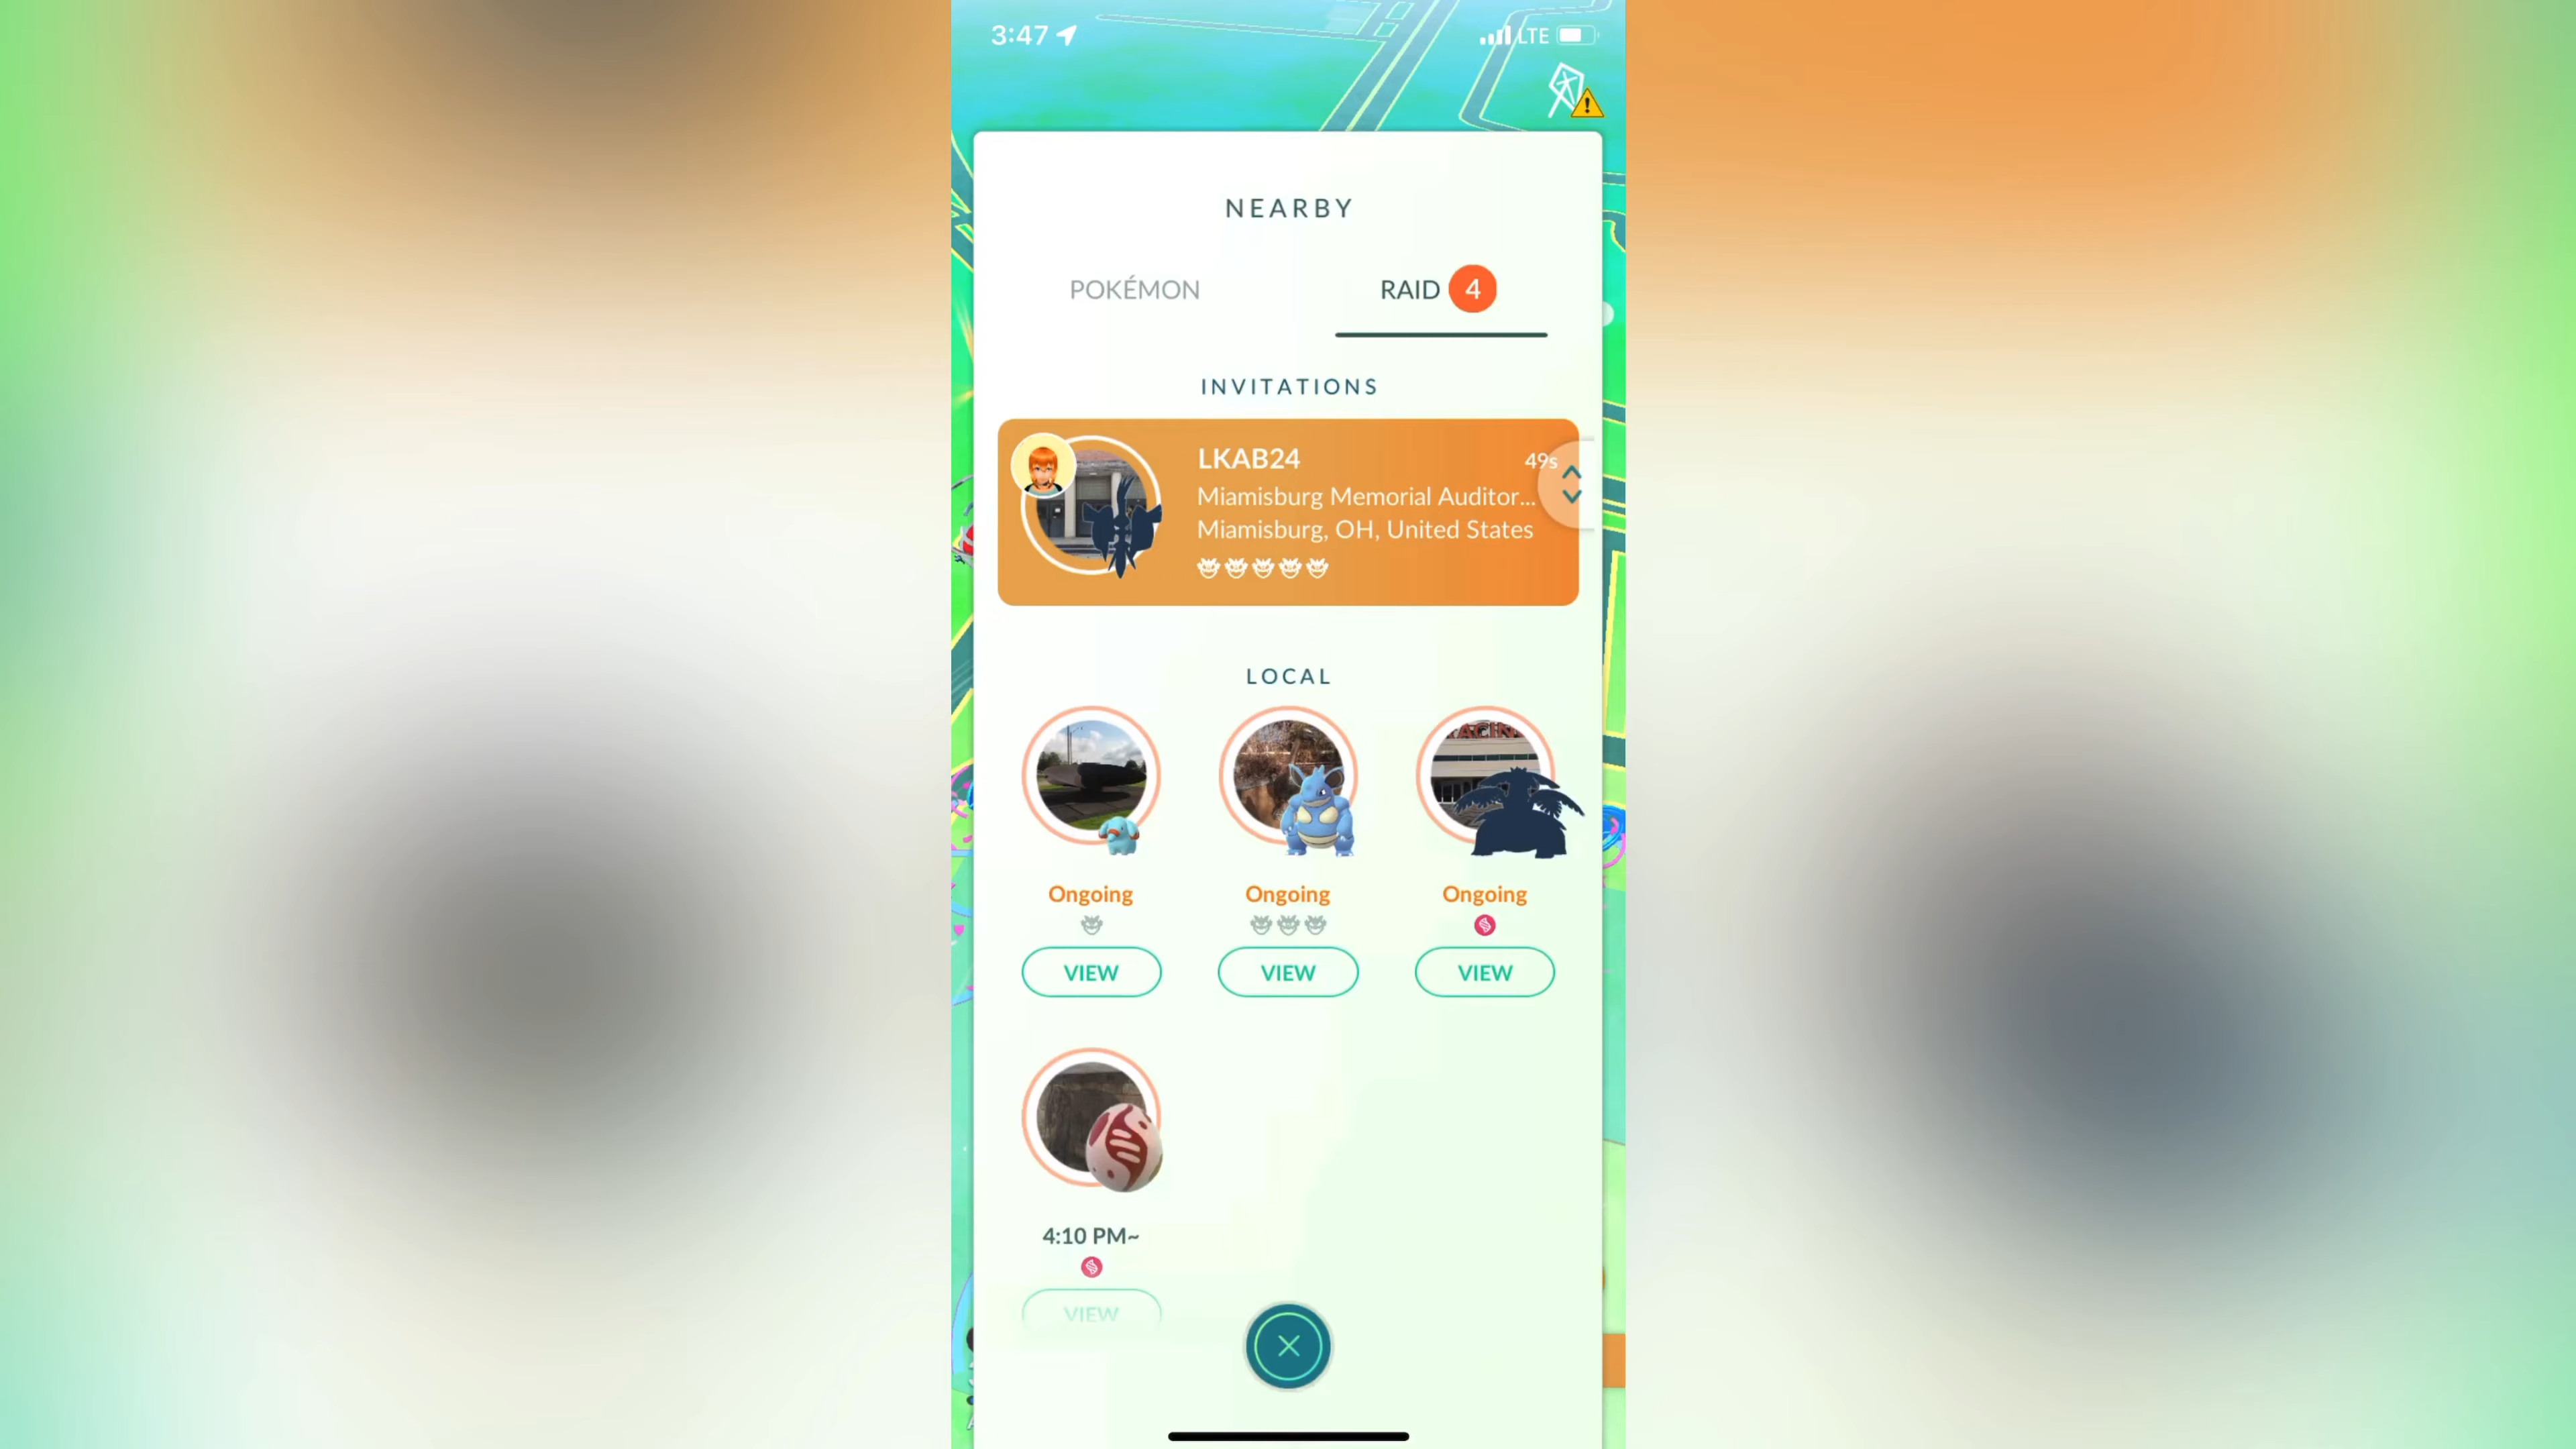 3:47
LTE
NEARBY
POKÉMON
RAID 4
INVITATIONS
LKAB24
49s
Miamisburg Memorial Auditor...
Miamisburg, OH, United States
LOCAL
Ongoing
Ongoing
Ongoing
VIEW
VIEW
VIEW
4:10 PM~
VIEW